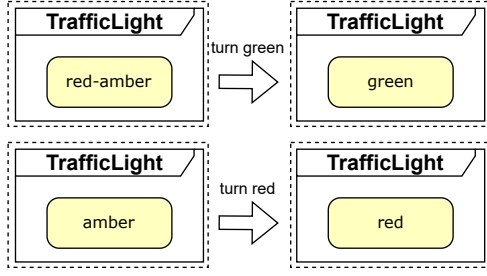 TrafficLight
TrafficLight
turn green
red-amber
green
TrafficLight
TrafficLight
turn red
amber
red